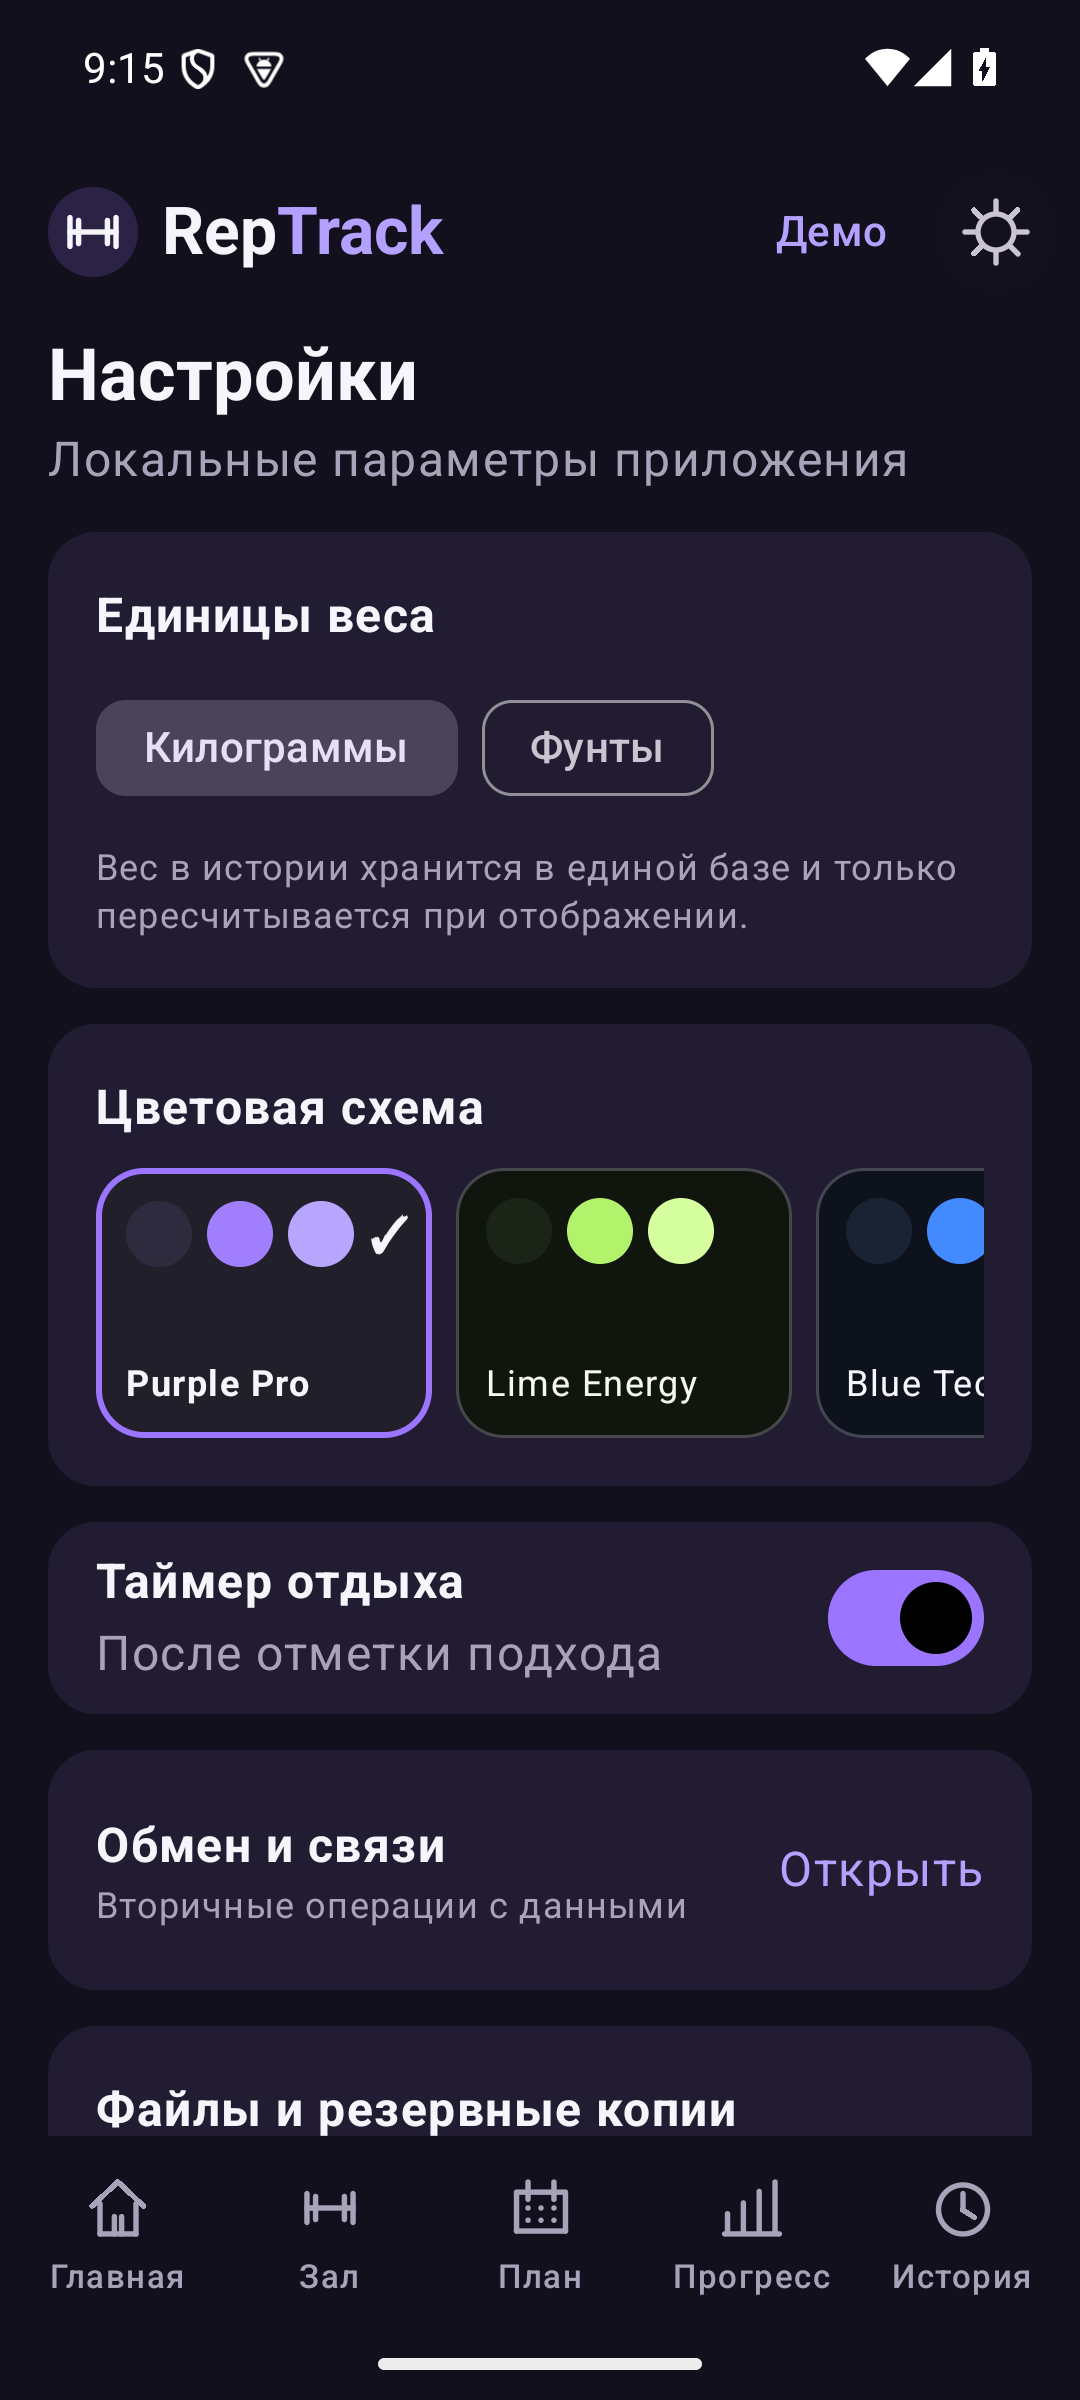 9:15
RepTrack
Демо
Настройки
Локальные параметры приложения
Единицы веса
Килограммы
Фунты
Вес в истории хранится в единой базе и только
пересчитывается при отображении.
Цветовая схема
Purple Pro
Lime Energy
Blue Tec
Таймер отдыха
После отметки подхода
Обмен и связи
Вторичные операции с данными
Открыть
Файлы и резервные копии
Главная
Зал
План
Прогресс
История